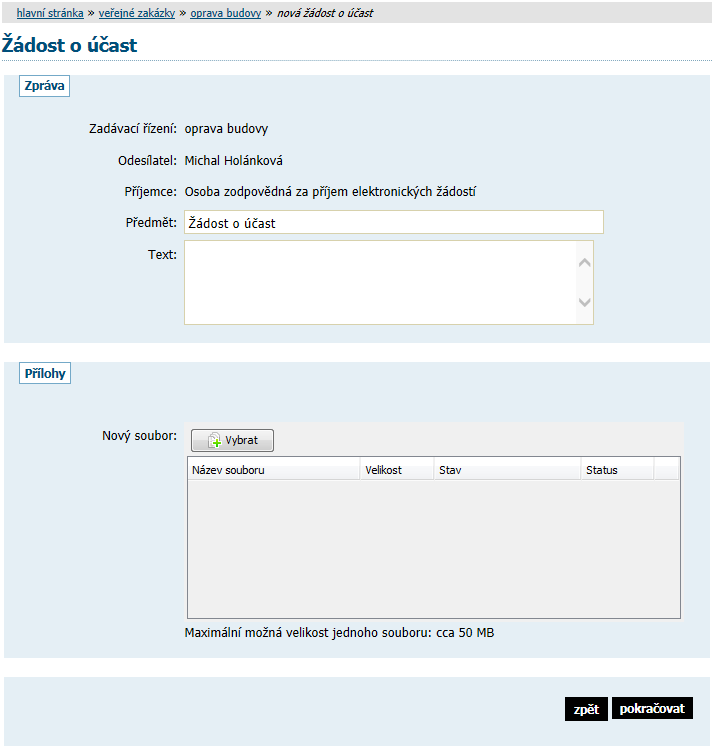 hlavní stránka » veřejné zakázky » oprava budovy » nová žádost o účast
Žádost o účast
Zpráva
Zadávací řízení: oprava budovy
Odesílatel: Michal Holánková
Příjemce: Osoba zodpovědná za příjem elektronických žádostí
Předmět: Žádost o účast
Text:
Přílohy
Nový soubor: Vybrat
Název souboru Velikost Stav Status
Maximální možná velikost jednoho souboru: cca 50 MB
zpět pokračovat